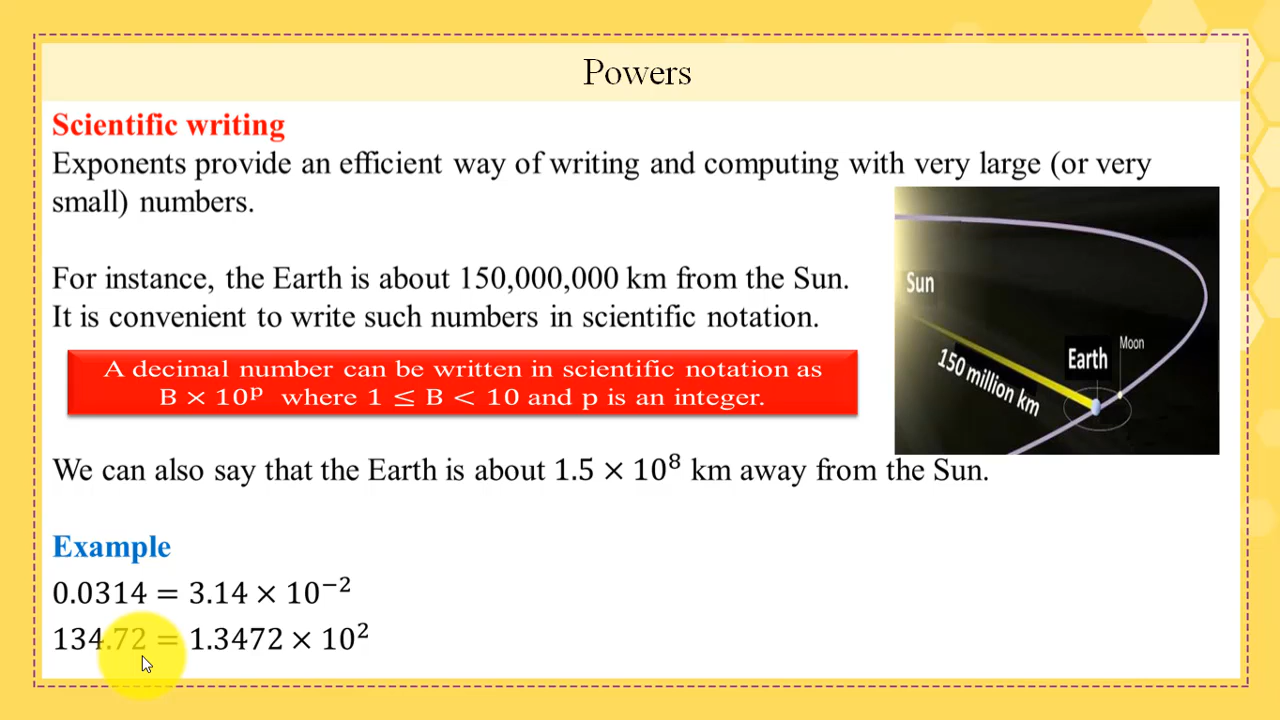 Powers
Scientific writing
Exponents provide an efficient way of writing and computing with very large (or very
small) numbers.
For instance, the Earth is about 150,000,000 km from the Sun.
It is convenient to write such numbers in scientific notation.
A decimal number can be written in scientific notation as
B × 10ᵖ where 1 ≤ B < 10 and p is an integer.
Sun
Moon
Earth
150 million km
We can also say that the Earth is about 1.5 × 10⁸ km away from the Sun.
Example
0.0314 = 3.14 × 10⁻²
134.72 = 1.3472 × 10²